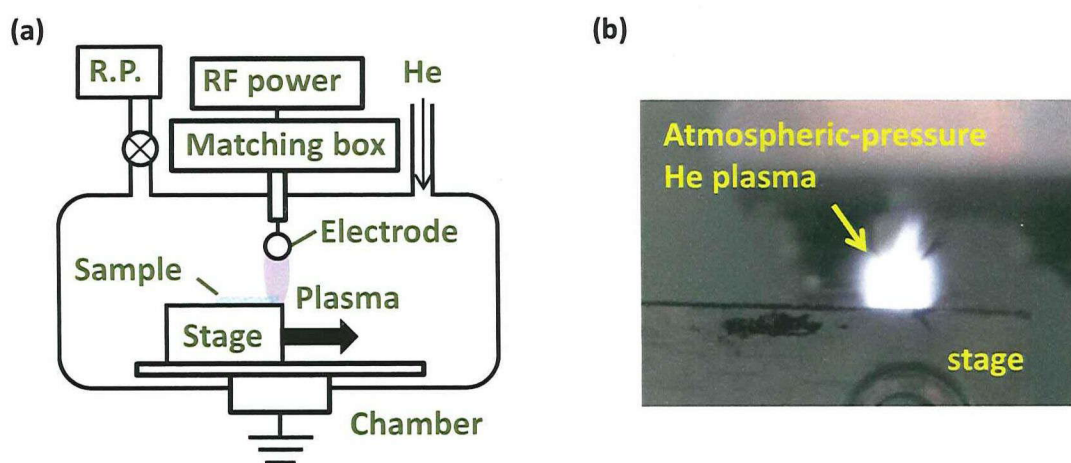 (a)
R.P.
RF power
He
Matching box
Electrode
Sample
Plasma
Stage
Chamber
(b)
Atmospheric-pressure
He plasma
stage